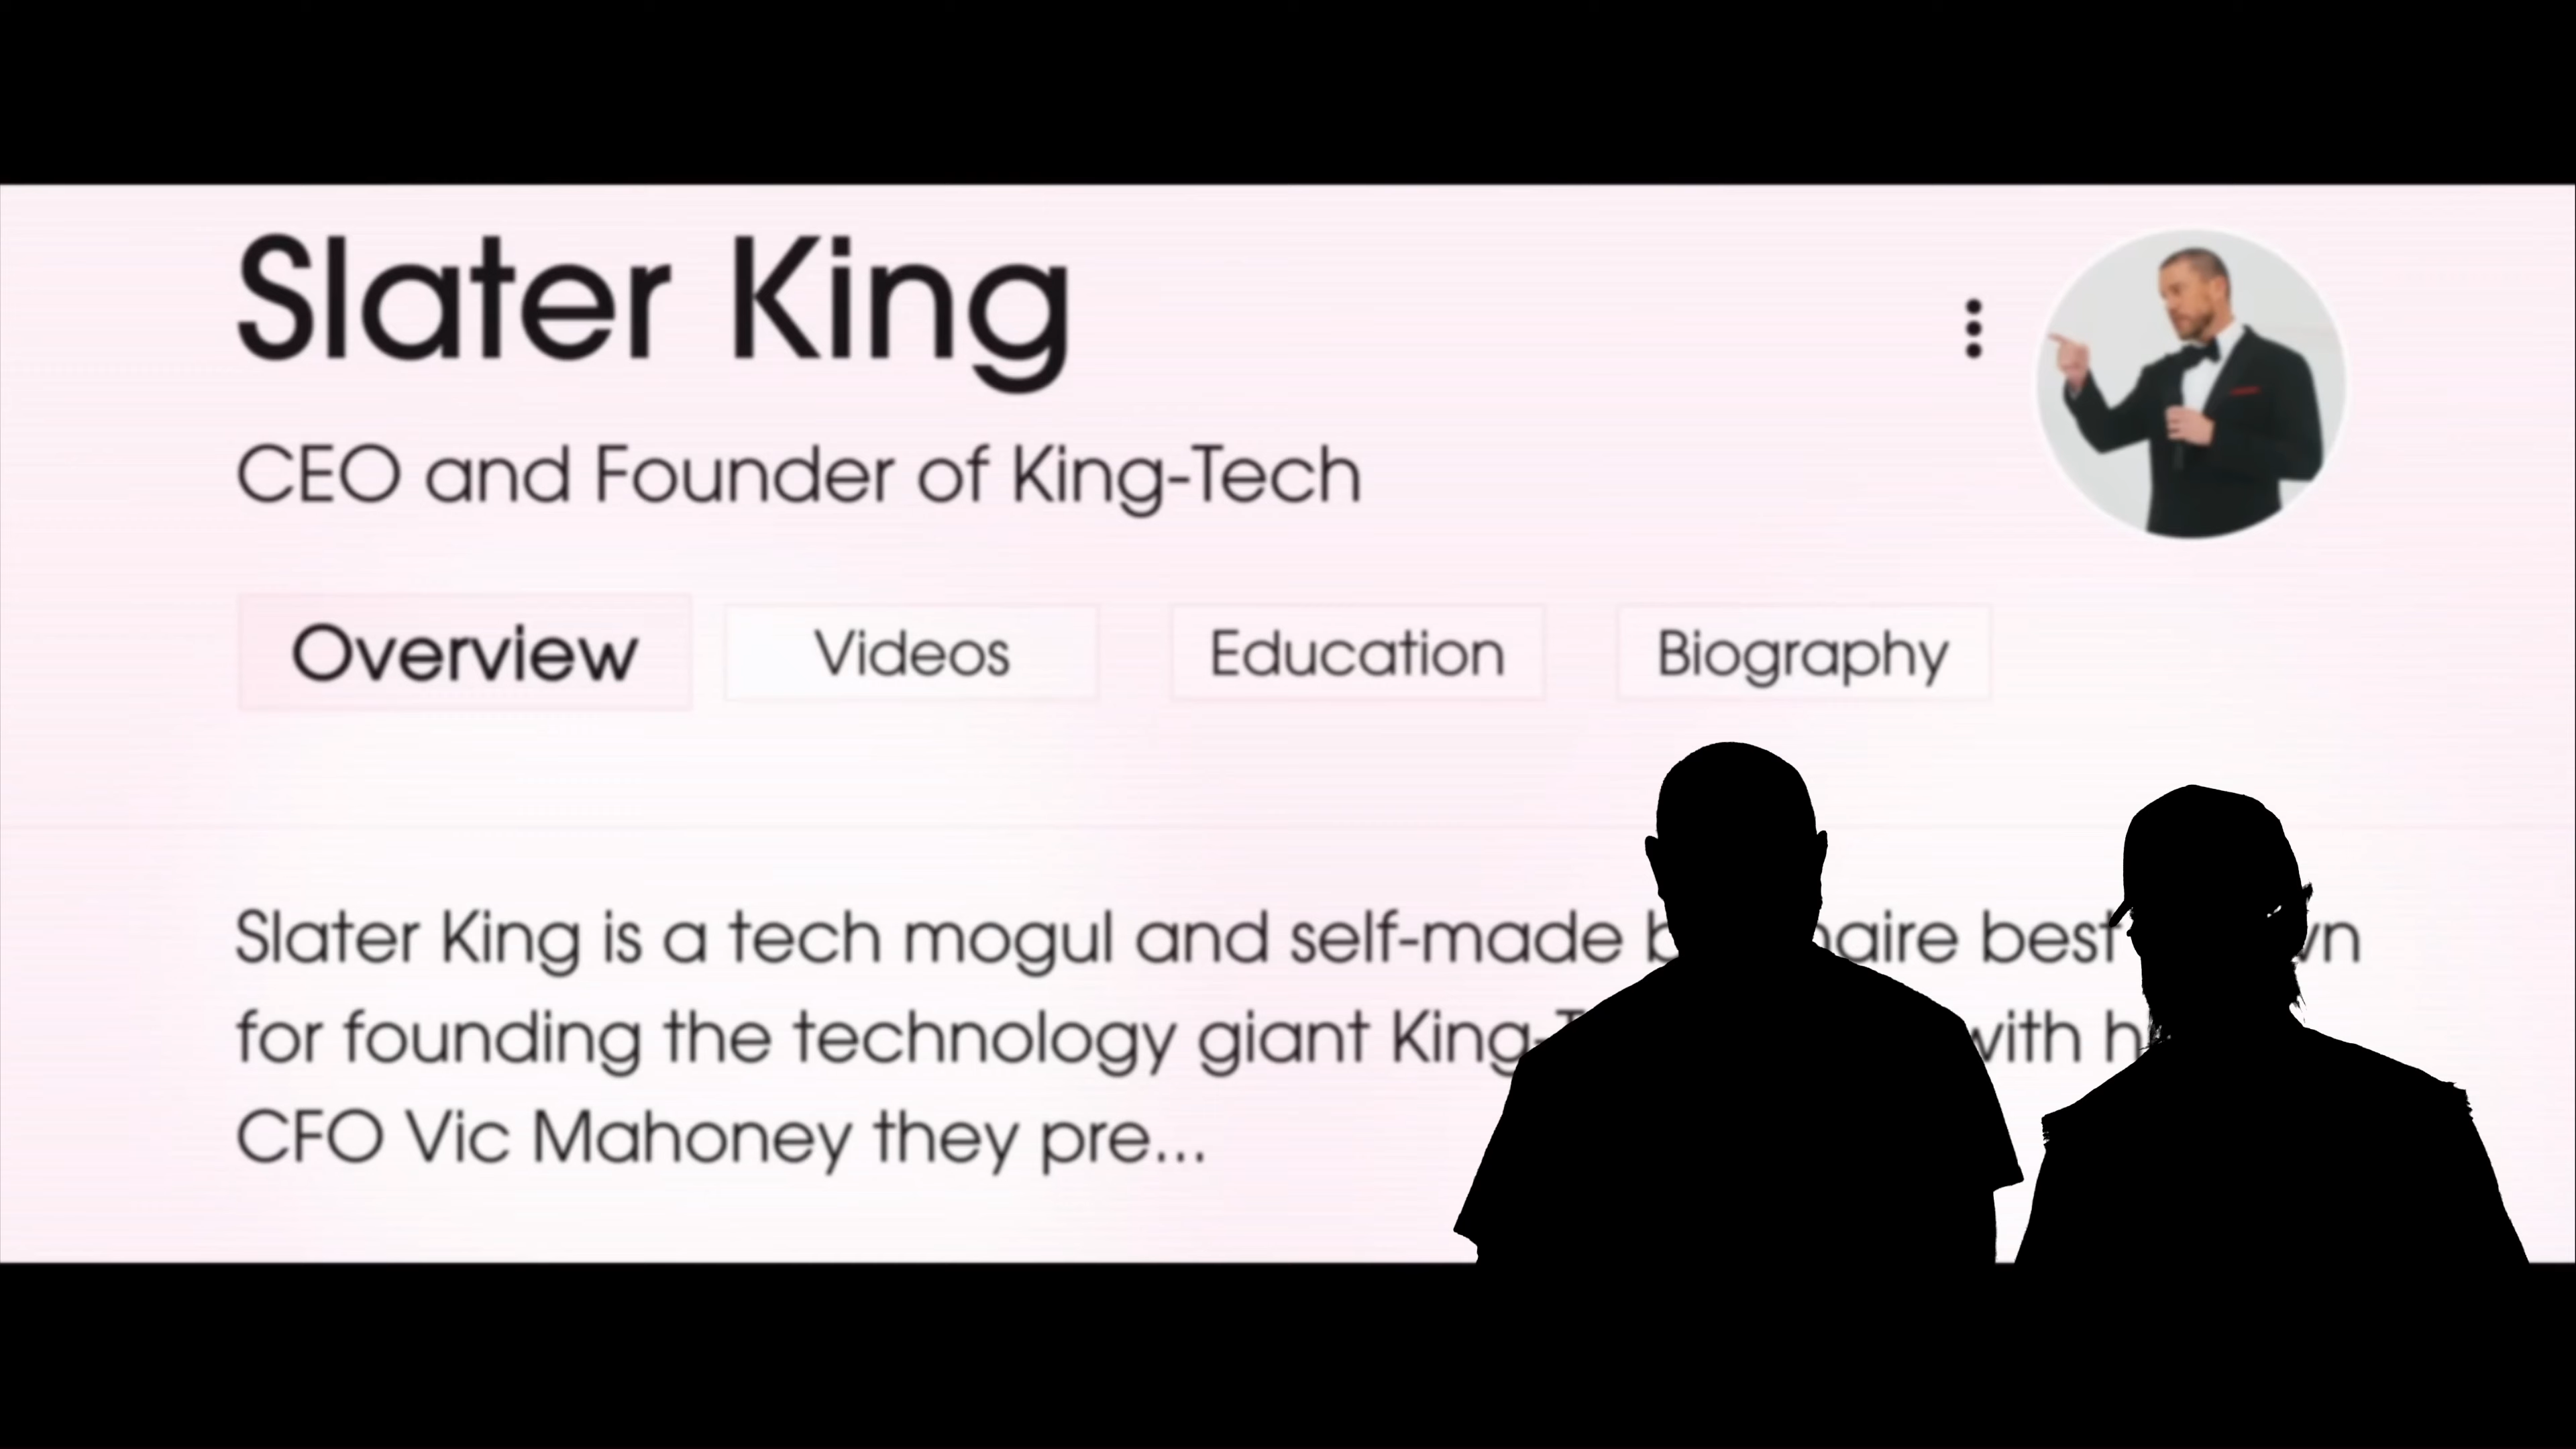 Slater King
CEO and Founder of King-Tech
Overview
Videos
Education
Biography
Slater King is a tech mogul and self-made best
for founding the technology giant with
CFO Vic Mahoney they pre...